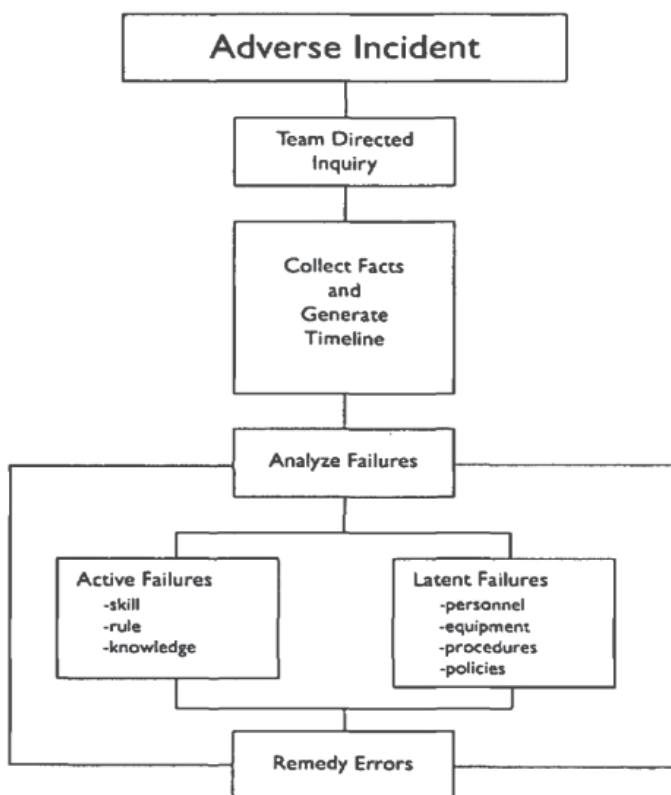 Adverse Incident
Team Directed
Inquiry
Collect Facts
and
Generate
Timeline
Analyze Failures
Active Failures
-skill
-rule
-knowledge
Latent Failures
-personnel
-equipment
-procedures
-policies
Remedy Errors